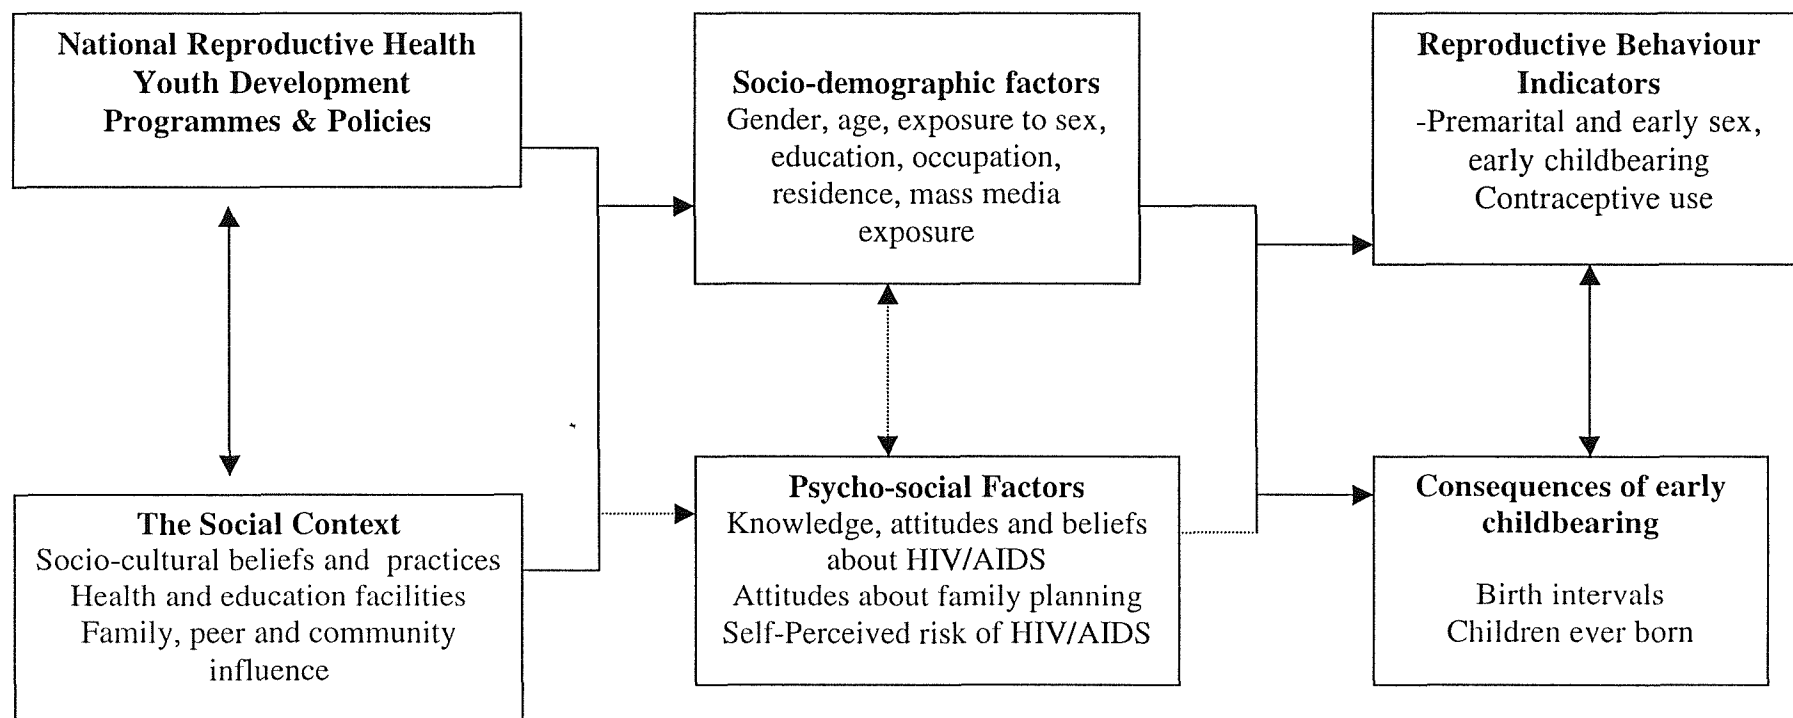 National Reproductive Health
Youth Development
Programmes & Policies
Socio-demographic factors
Gender, age, exposure to sex,
education, occupation,
residence, mass media
exposure
Reproductive Behaviour
Indicators
-Premarital and early sex,
early childbearing
Contraceptive use
The Social Context
Socio-cultural beliefs and practices
Health and education facilities
Family, peer and community
influence
Psycho-social Factors
Knowledge, attitudes and beliefs
about HIV/AIDS
Attitudes about family planning
Self-Perceived risk of HIV/AIDS
Consequences of early
childbearing
Birth intervals
Children ever born